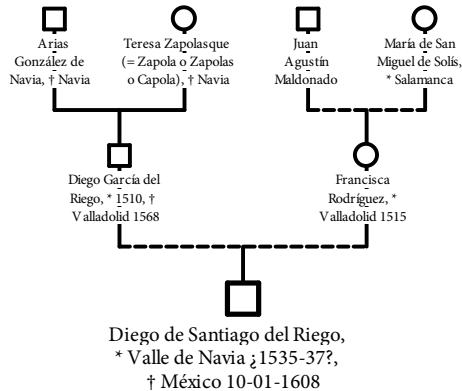 Arias
González de
Navia, † Navia
Teresa Zapolasque
(= Zapola o Zapolas
o Capola), † Navia
Juan
Agustín
Maldonado
María de San
Miguel de Solís,
* Salamanca
Diego García del
Riego, * 1510, †
Valladolid 1568
Francisca
Rodríguez, *
Valladolid 1515
Diego de Santiago del Riego,
* Valle de Navia ¿1535-37?,
† México 10-01-1608